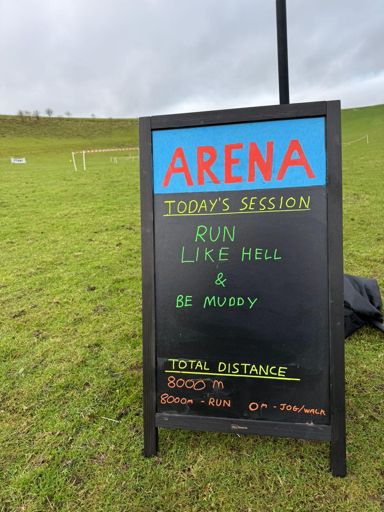 ARENA
TODAY'S SESSION
RUN
LIKE HELL
&
BE MUDDY
TOTAL DISTANCE
8000 M
8000m - RUN 0m - JOG/WALK